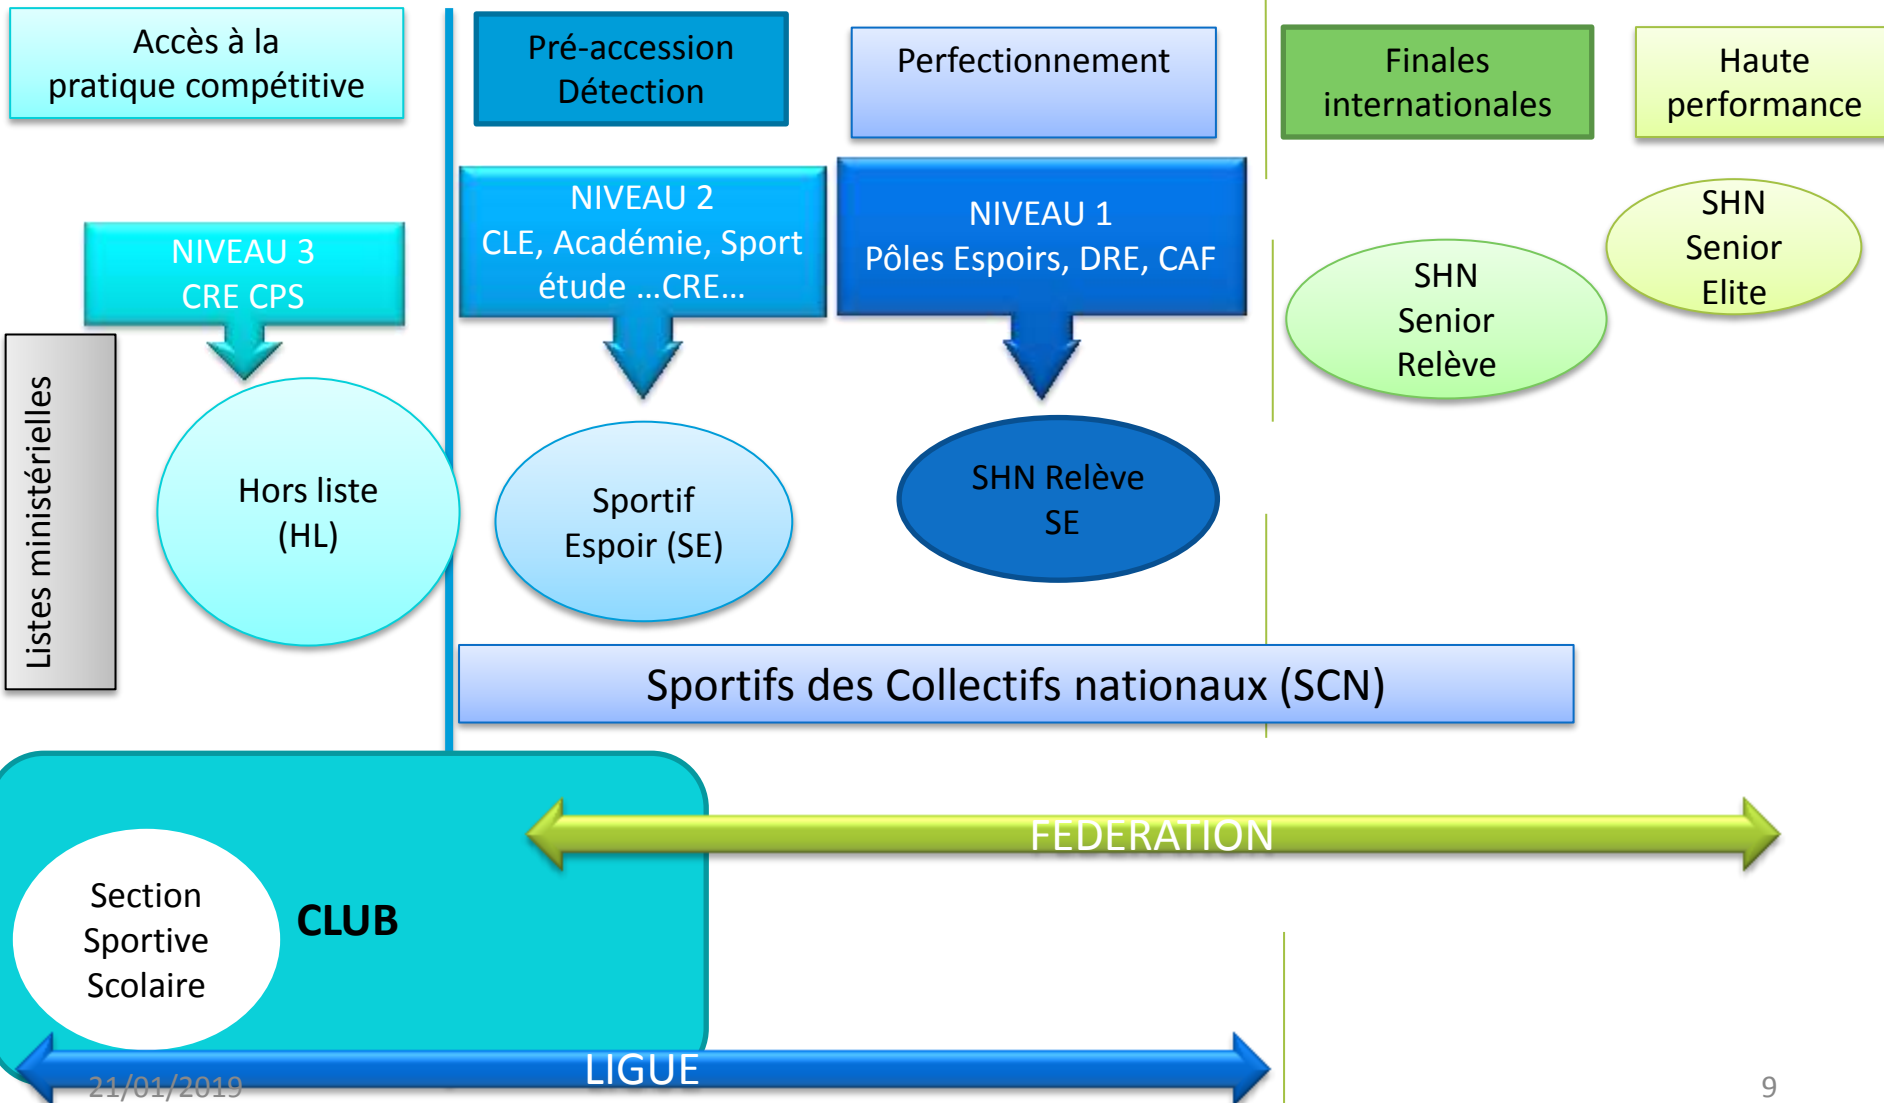 Accès à la
pratique compétitive
Pré-accession
Détection
Perfectionnement
Finales
internationales
Haute
performance
NIVEAU 3
CRE CPS
NIVEAU 2
CLE, Académie, Sport
étude ...CRE...
NIVEAU 1
Pôles Espoirs, DRE, CAF
SHN
Senior
Relève
SHN
Senior
Elite
Listes ministérielles
Hors liste
(HL)
Sportif
Espoir (SE)
SHN Relève
SE
Sportifs des Collectifs nationaux (SCN)
FEDERATION
Section
Sportive
Scolaire
CLUB
LIGUE
21/01/2019
9